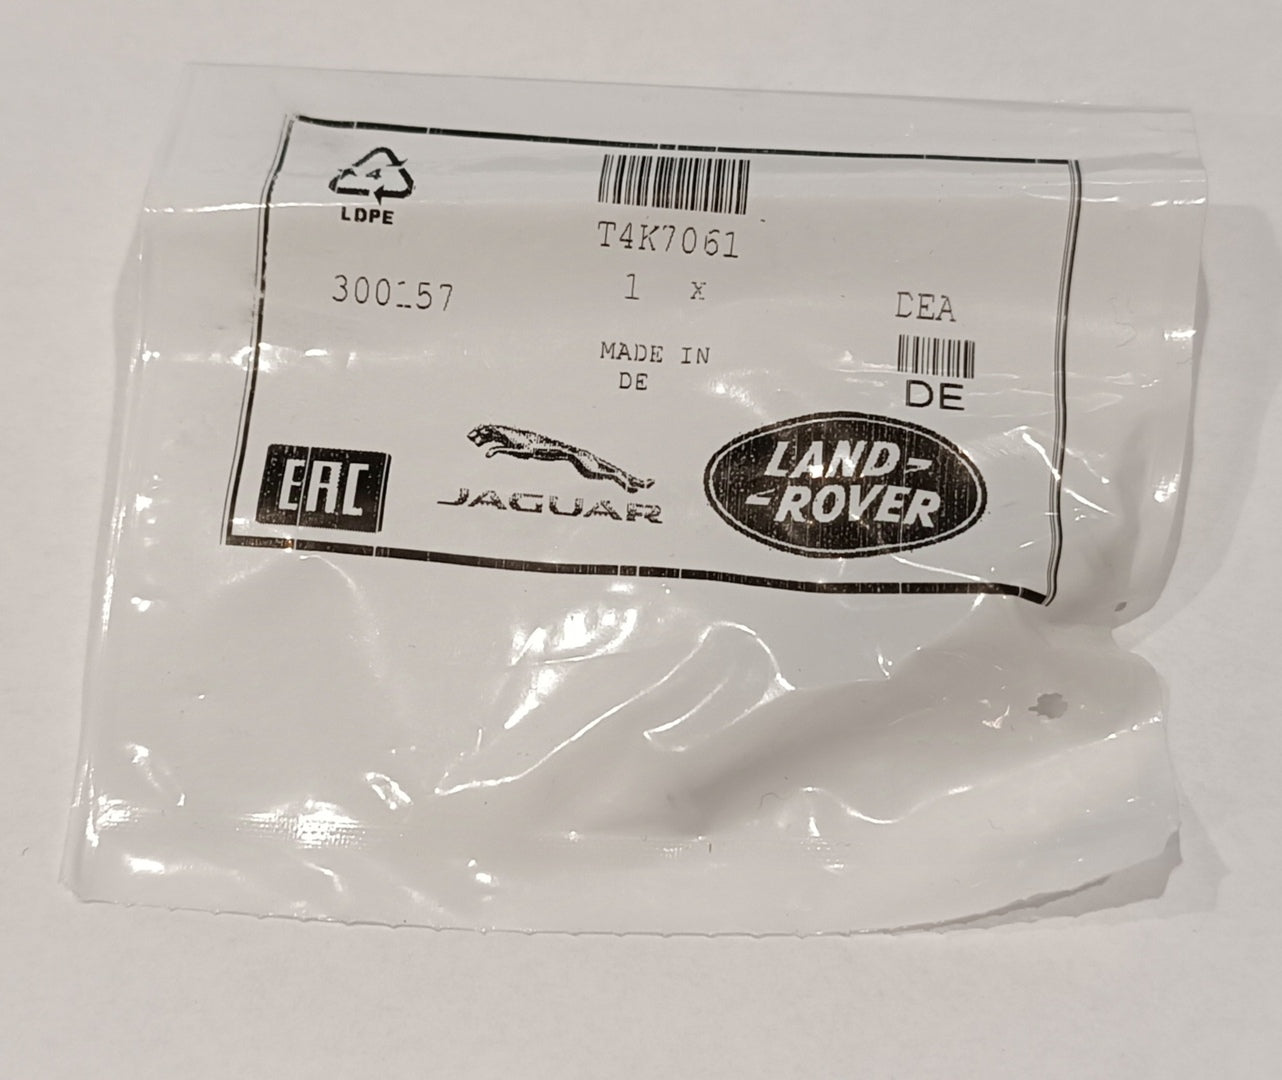 4
LDPE
T4K7061
300157
1 x
DEA
MADE IN
DE
DE
EAC
JAGUAR
LAND-
-ROVER